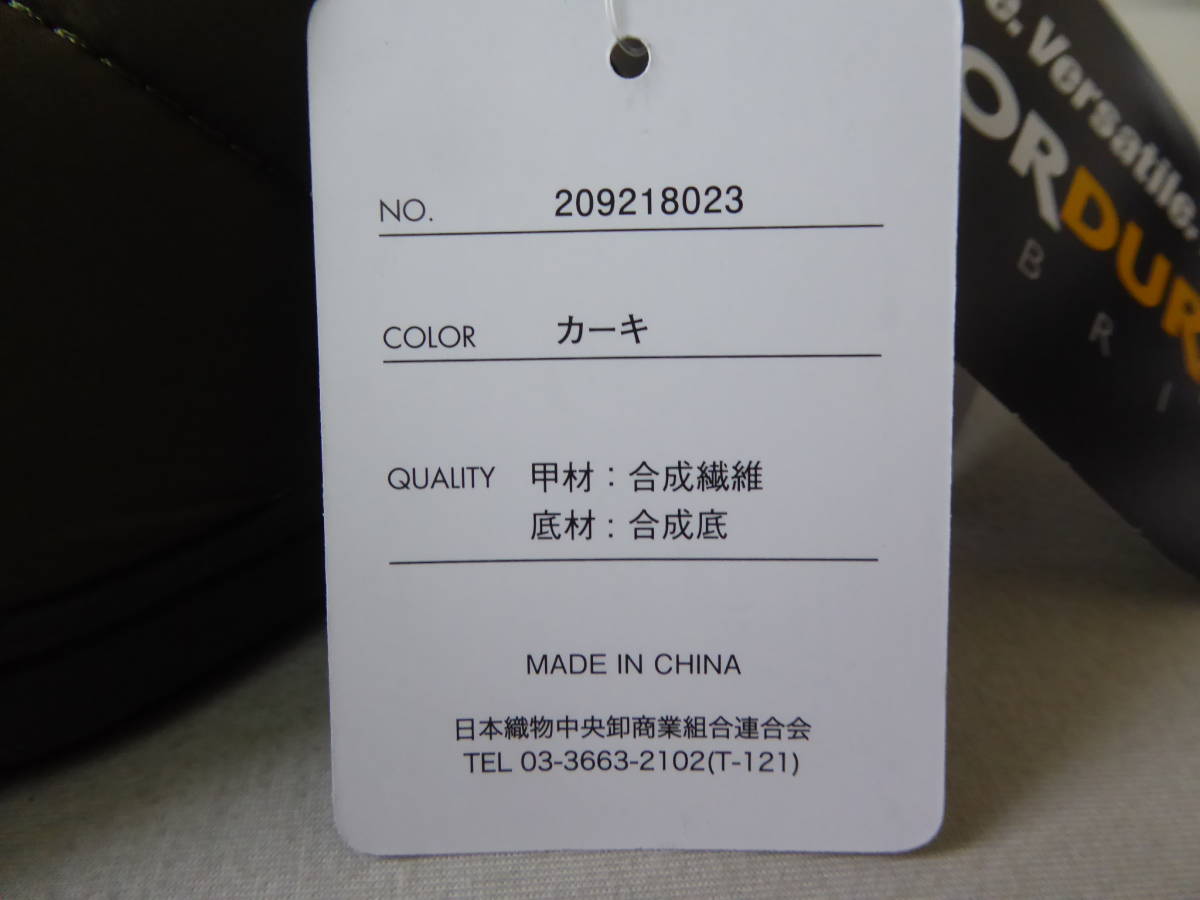 NO. 209218023
COLOR カーキ
QUALITY 甲材：合成繊維
底材：合成底
MADE IN CHINA
日本織物中央卸商業組合連合会
TEL 03-3663-2102(T-121)
Versatile.
ORDUR
B R I